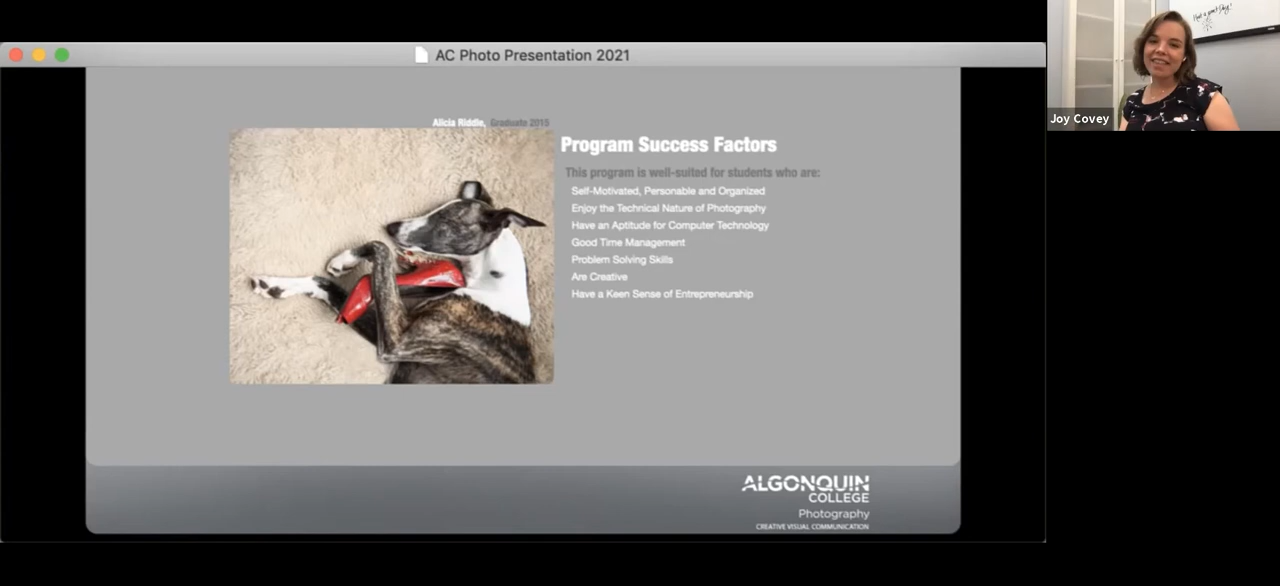 AC Photo Presentation 2021
Have a great Day!
Joy Covey
Alicia Riddle, Graduate 2015
Program Success Factors
This program is well-suited for students who are:
Self-Motivated, Personable and Organized
Enjoy the Technical Nature of Photography
Have an Aptitude for Computer Technology
Good Time Management
Problem Solving Skills
Are Creative
Have a Keen Sense of Entrepreneurship
ALGONQUIN
COLLEGE
Photography
CREATIVE VISUAL COMMUNICATION